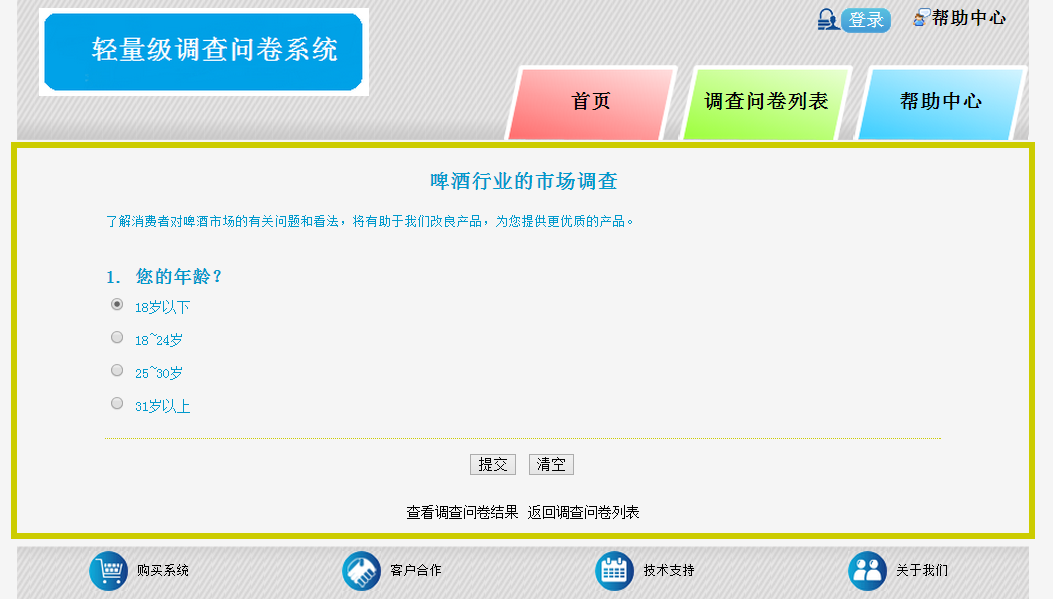 登录 帮助中心
轻量级调查问卷系统
首页 调查问卷列表 帮助中心
啤酒行业的市场调查
了解消费者对啤酒市场的有关问题和看法，将有助于我们改良产品，为您提供更优质的产品。
1. 您的年龄？
18岁以下
18~24岁
25~30岁
31岁以上
提交 清空
查看调查问卷结果 返回调查问卷列表
购买系统 客户合作 技术支持 关于我们